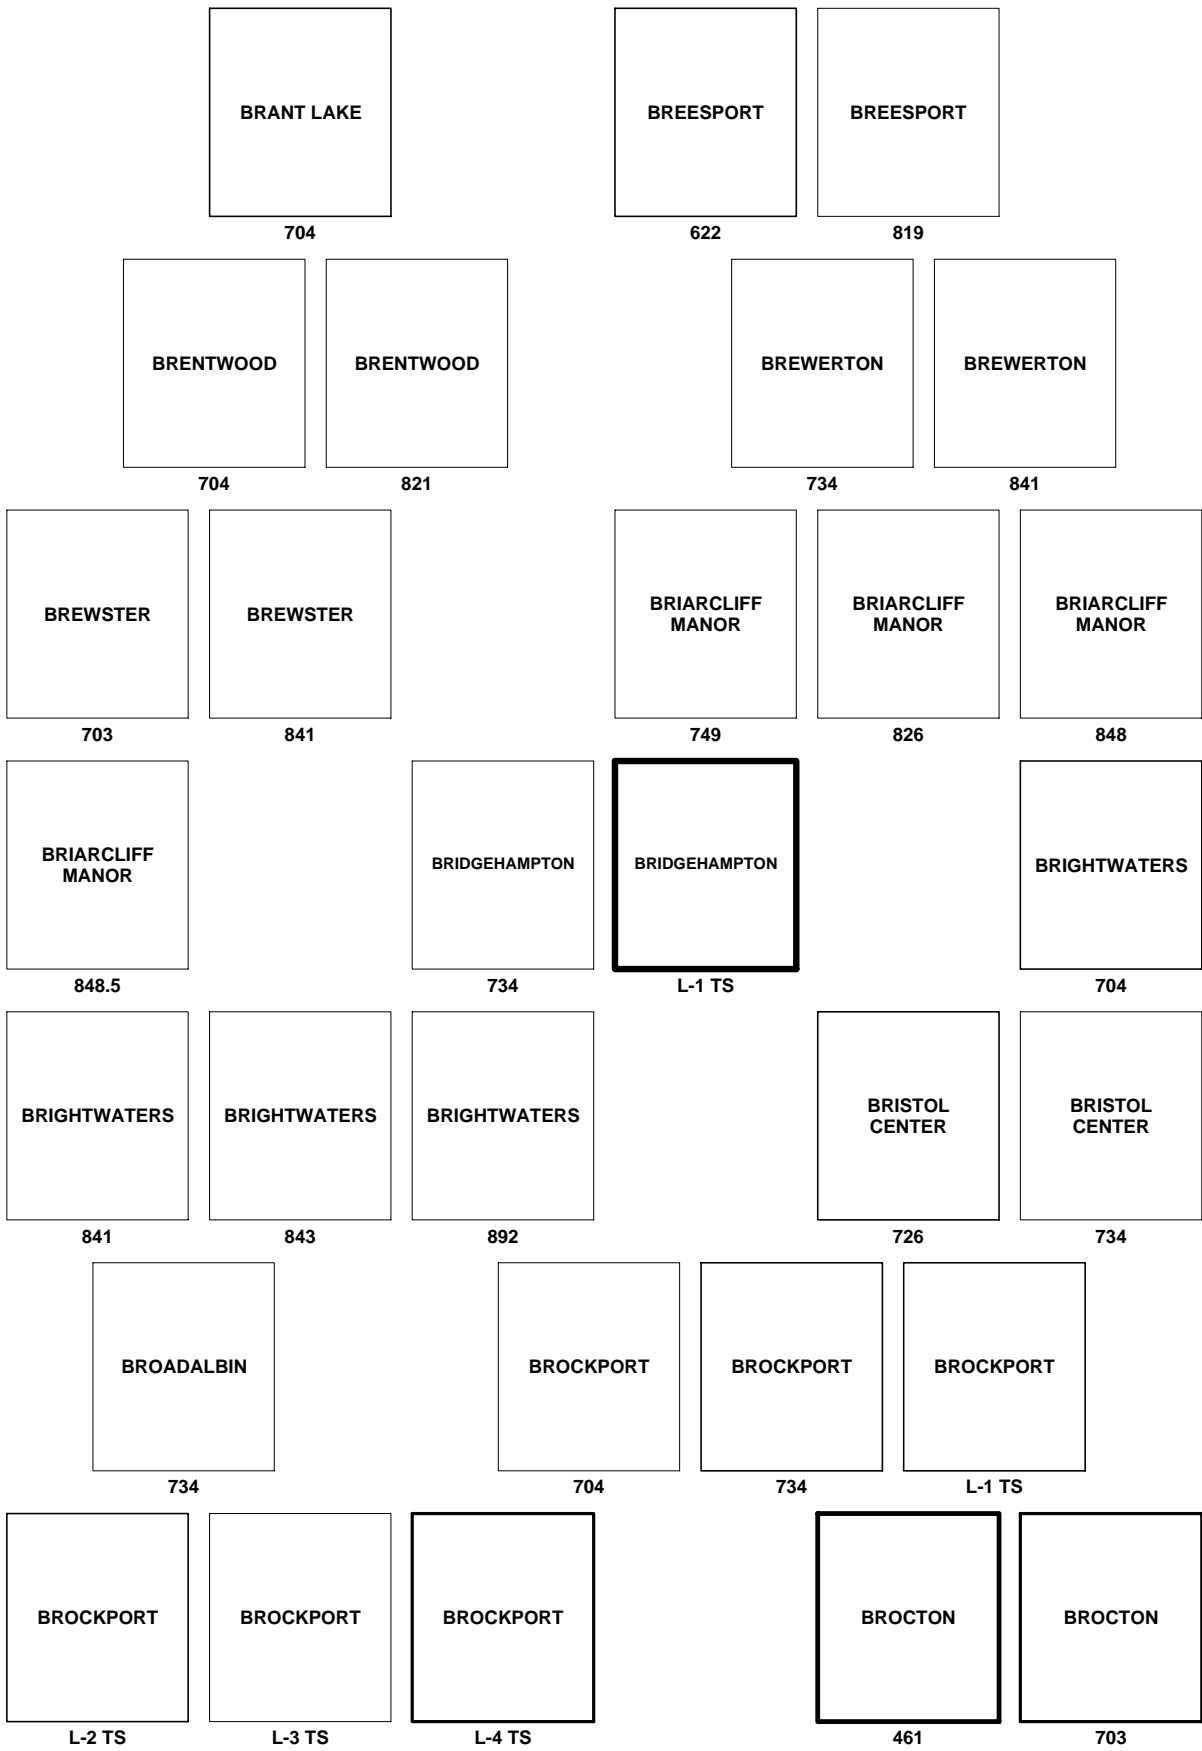 BRANT LAKE
704
BREESPORT
622
BREESPORT
819
BRENTWOOD
704
BRENTWOOD
821
BREWERTON
734
BREWERTON
841
BREWSTER
703
BREWSTER
841
BRIARCLIFF
MANOR
749
BRIARCLIFF
MANOR
826
BRIARCLIFF
MANOR
848
BRIARCLIFF
MANOR
848.5
BRIDGEHAMPTON
734
BRIDGEHAMPTON
L-1 TS
BRIGHTWATERS
704
BRIGHTWATERS
841
BRIGHTWATERS
843
BRIGHTWATERS
892
BRISTOL
CENTER
726
BRISTOL
CENTER
734
BROADALBIN
734
BROCKPORT
704
BROCKPORT
734
BROCKPORT
L-1 TS
BROCKPORT
L-2 TS
BROCKPORT
L-3 TS
BROCKPORT
L-4 TS
BROCTON
461
BROCTON
703